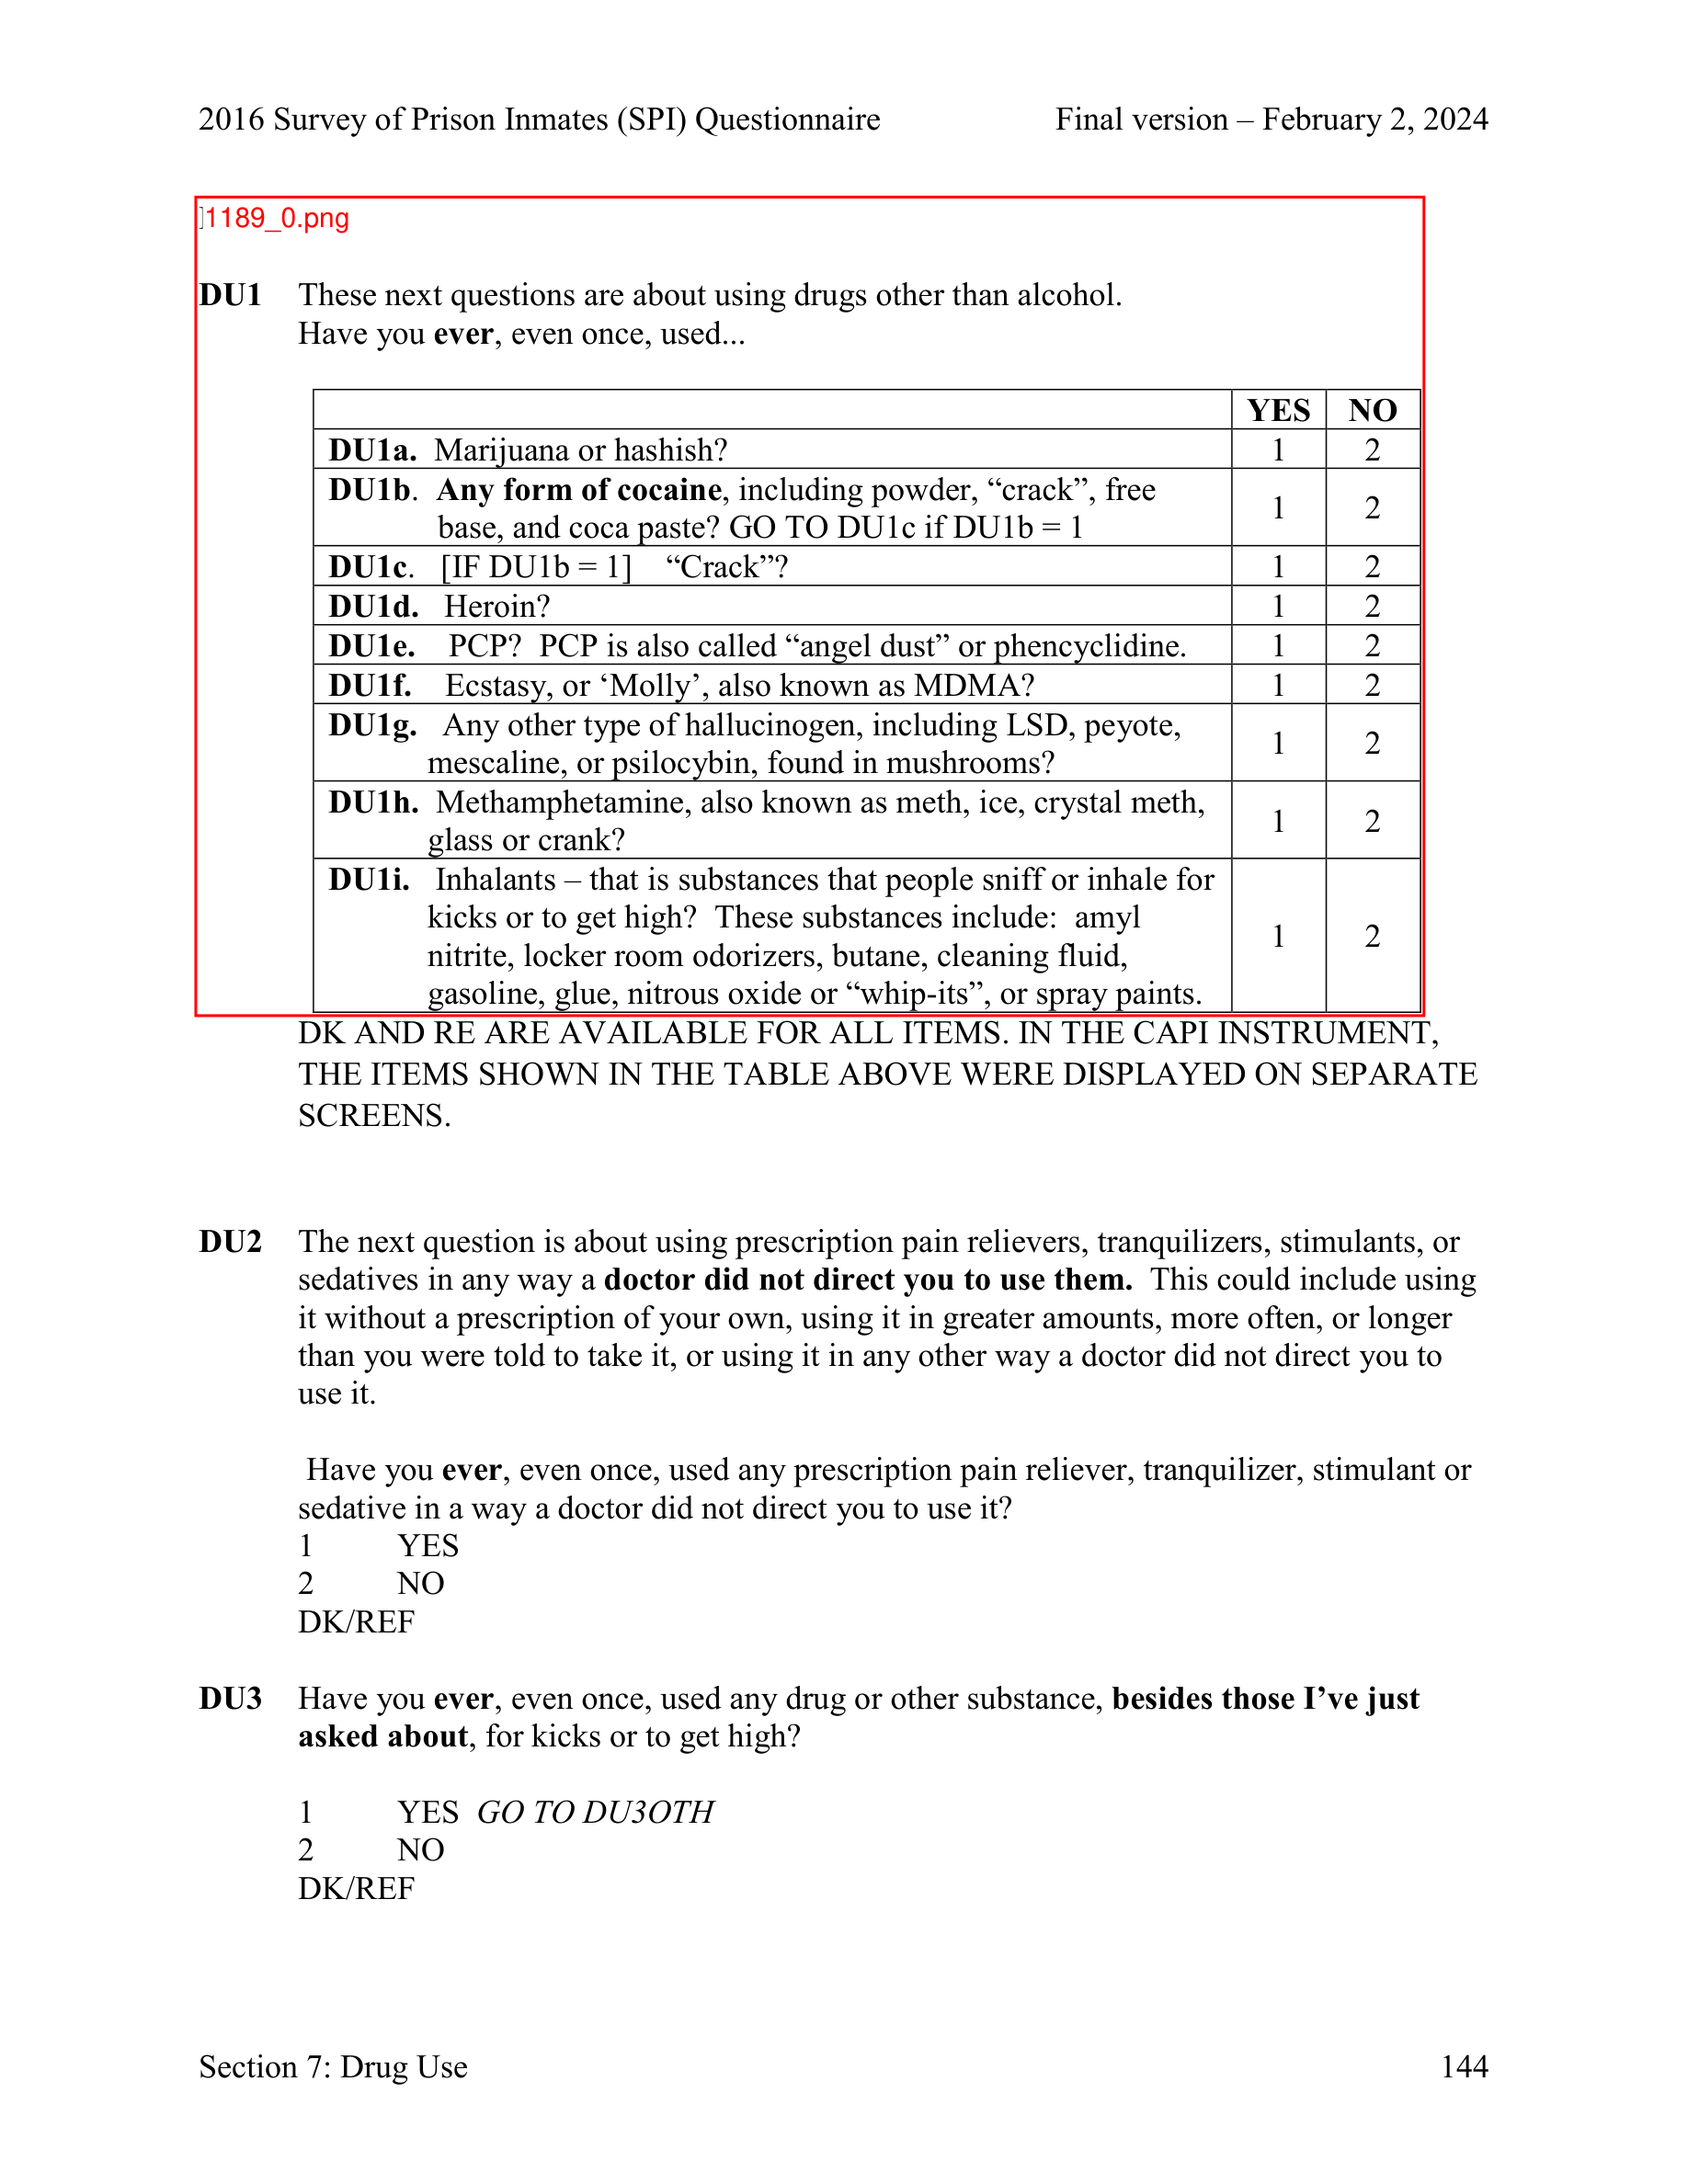 2016 Survey of Prison Inmates (SPI) Questionnaire Final version – February 2, 2024
1189_0.png
DU1 These next questions are about using drugs other than alcohol.
Have you ever, even once, used...
YES NO
DU1a. Marijuana or hashish? 1 2
DU1b. Any form of cocaine, including powder, “crack”, free
base, and coca paste? GO TO DU1c if DU1b = 1 1 2
DU1c. [IF DU1b = 1] “Crack”? 1 2
DU1d. Heroin? 1 2
DU1e. PCP? PCP is also called “angel dust” or phencyclidine. 1 2
DU1f. Ecstasy, or ‘Molly’, also known as MDMA? 1 2
DU1g. Any other type of hallucinogen, including LSD, peyote,
mescaline, or psilocybin, found in mushrooms? 1 2
DU1h. Methamphetamine, also known as meth, ice, crystal meth,
glass or crank? 1 2
DU1i. Inhalants – that is substances that people sniff or inhale for
kicks or to get high? These substances include: amyl
nitrite, locker room odorizers, butane, cleaning fluid,
gasoline, glue, nitrous oxide or “whip-its”, or spray paints. 1 2
DK AND RE ARE AVAILABLE FOR ALL ITEMS. IN THE CAPI INSTRUMENT,
THE ITEMS SHOWN IN THE TABLE ABOVE WERE DISPLAYED ON SEPARATE
SCREENS.
DU2 The next question is about using prescription pain relievers, tranquilizers, stimulants, or
sedatives in any way a doctor did not direct you to use them. This could include using
it without a prescription of your own, using it in greater amounts, more often, or longer
than you were told to take it, or using it in any other way a doctor did not direct you to
use it.
Have you ever, even once, used any prescription pain reliever, tranquilizer, stimulant or
sedative in a way a doctor did not direct you to use it?
1 YES
2 NO
DK/REF
DU3 Have you ever, even once, used any drug or other substance, besides those I’ve just
asked about, for kicks or to get high?
1 YES GO TO DU3OTH
2 NO
DK/REF
Section 7: Drug Use 144